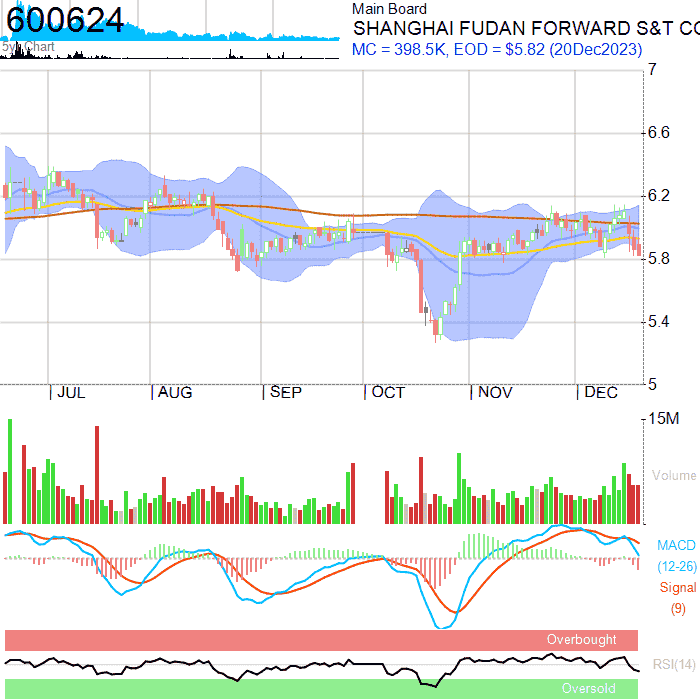 600624
5yr Chart
Main Board
SHANGHAI FUDAN FORWARD S&T CO
MC = 398.5K, EOD = $5.82 (20Dec2023)
7
6.6
6.2
5.8
5.4
5
JUL AUG SEP OCT NOV DEC
15M
Volume
MACD
(12-26)
Signal
(9)
Overbought
RSI(14)
Oversold